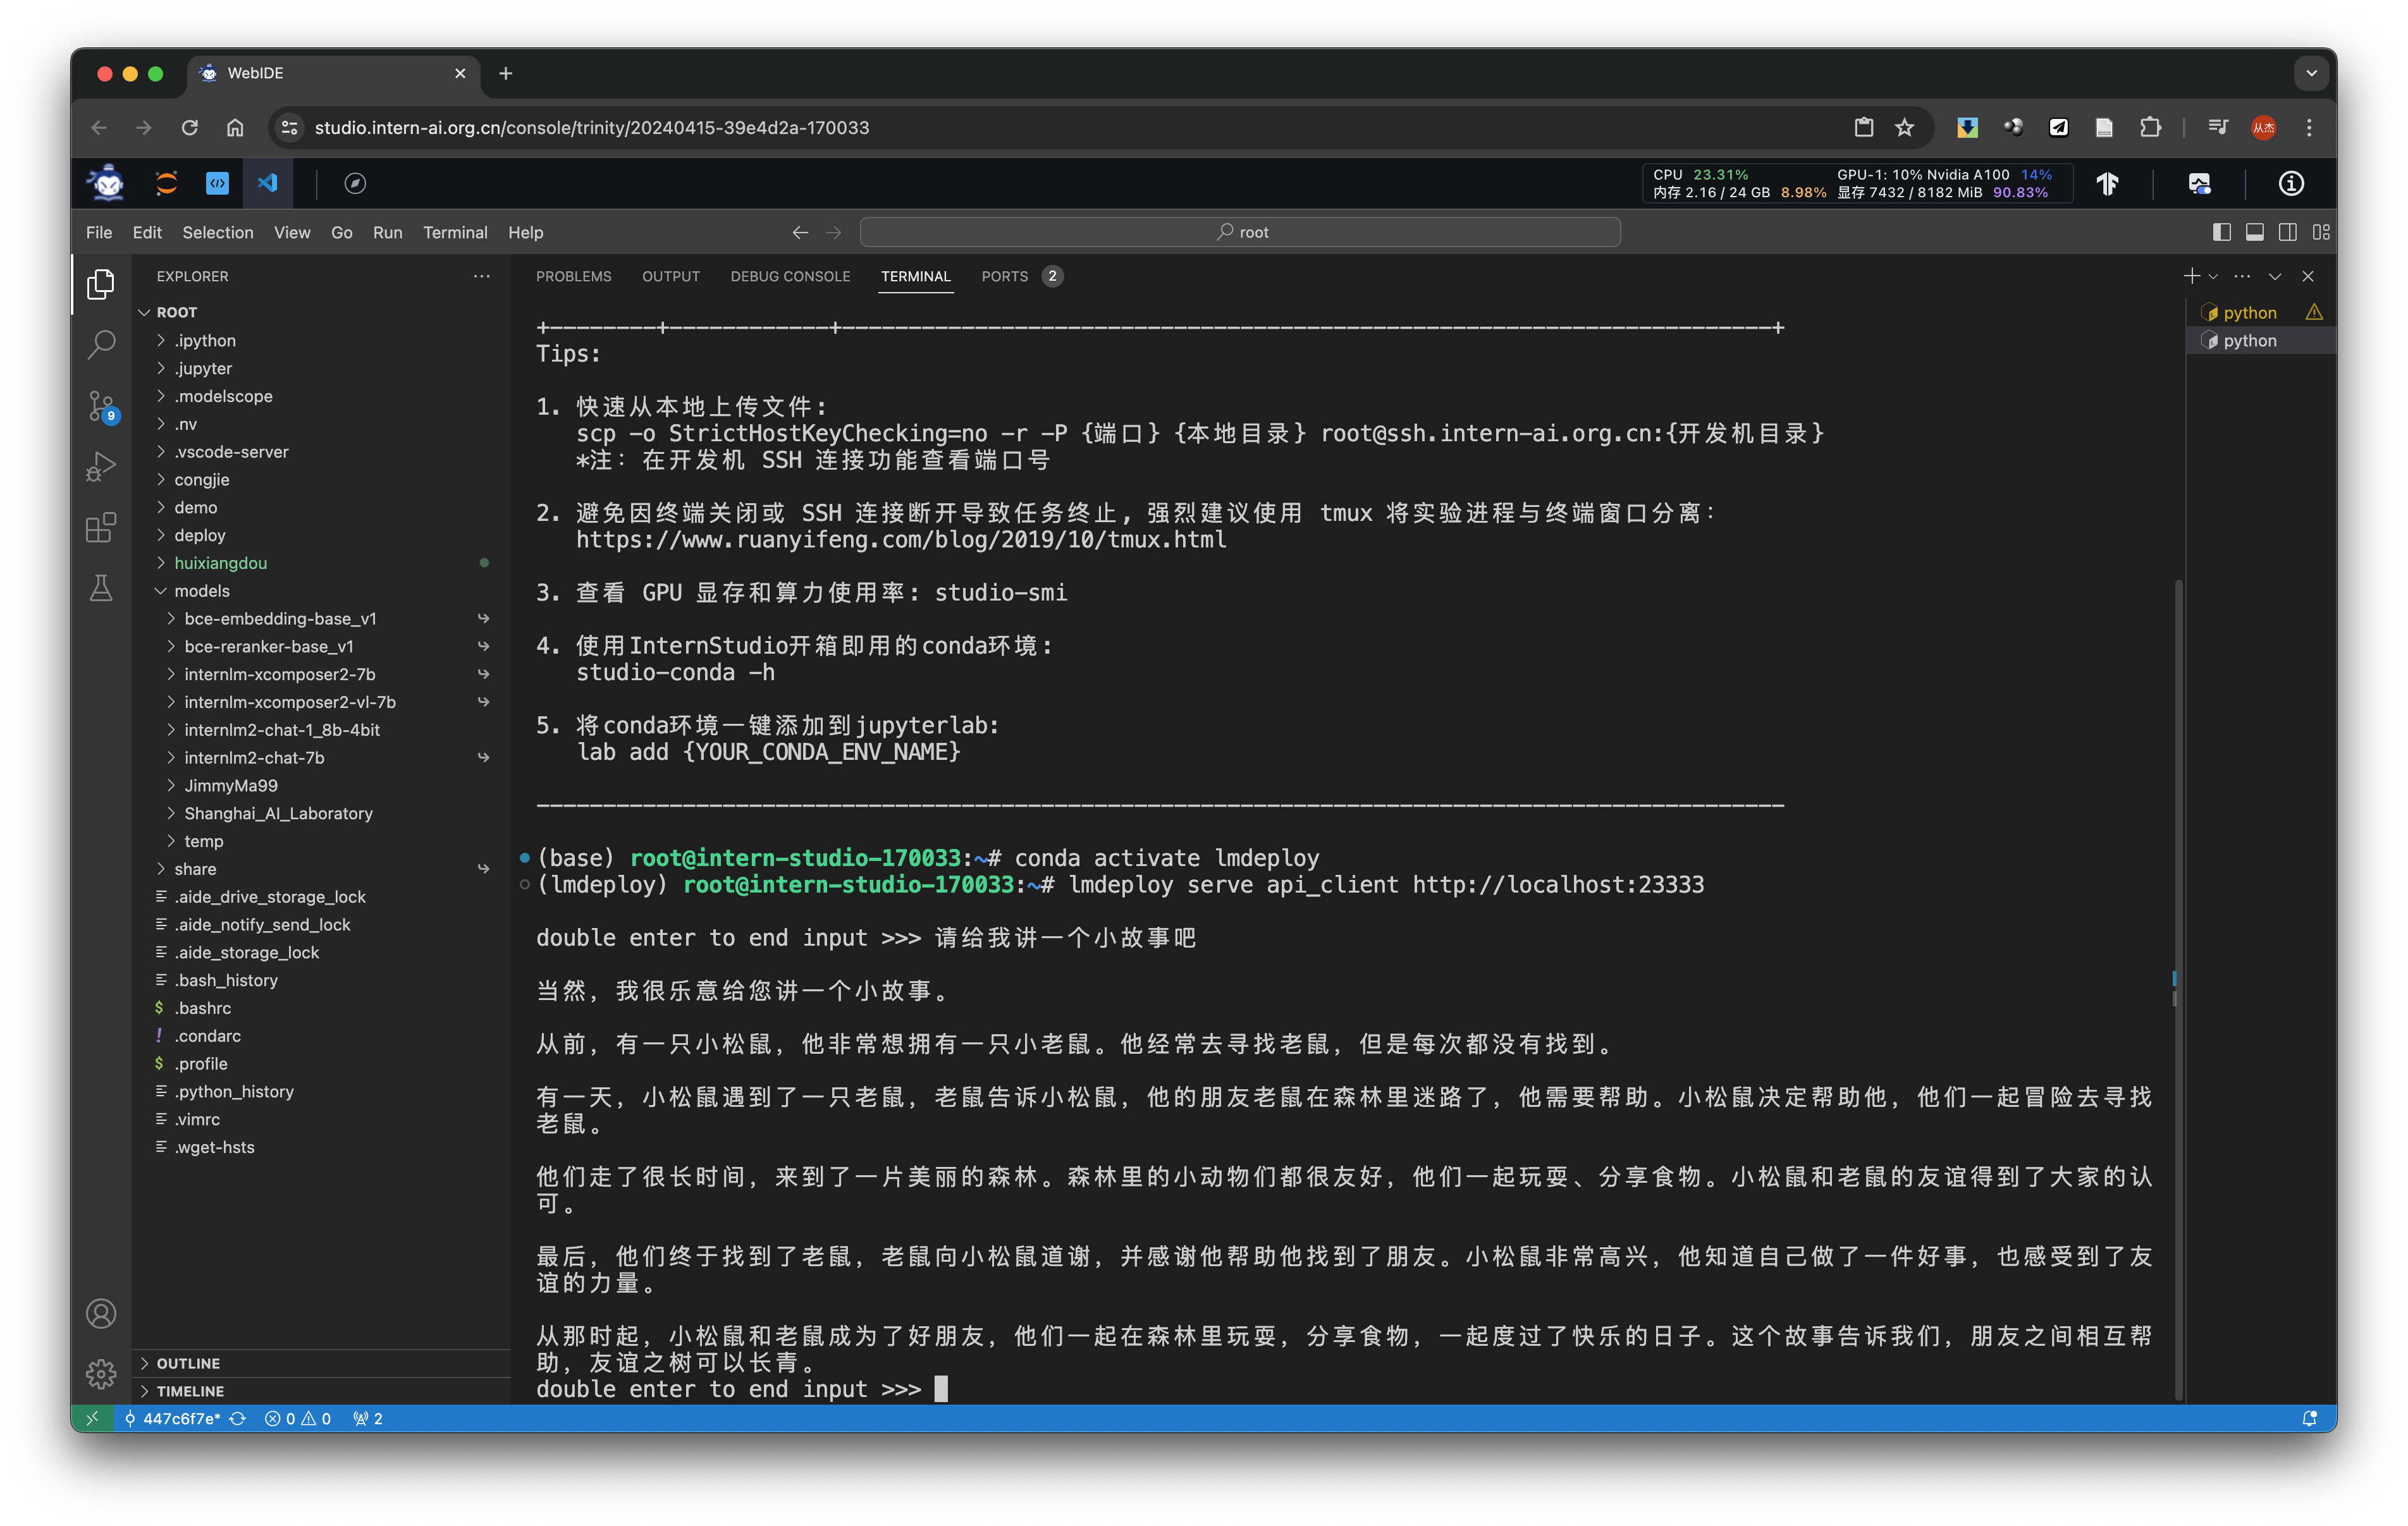 WebIDE
studio.intern-ai.org.cn/console/trinity/20240415-39e4d2a-170033
从杰
CPU 23.31% GPU-1: 10% Nvidia A100 14%
内存 2.16 / 24 GB 8.98% 显存 7432 / 8182 MiB 90.83%
File Edit Selection View Go Run Terminal Help
root
EXPLORER
PROBLEMS OUTPUT DEBUG CONSOLE TERMINAL PORTS 2
ROOT
.ipython
.jupyter
.modelscope
.nv
.vscode-server
congjie
demo
deploy
huixiangdou
models
bce-embedding-base_v1
bce-reranker-base_v1
internlm-xcomposer2-7b
internlm-xcomposer2-vl-7b
internlm2-chat-1_8b-4bit
internlm2-chat-7b
JimmyMa99
Shanghai_AI_Laboratory
temp
share
.aide_drive_storage_lock
.aide_notify_send_lock
.aide_storage_lock
.bash_history
.bashrc
.condarc
.profile
.python_history
.vimrc
.wget-hsts
OUTLINE
TIMELINE
9
Tips:
1. 快速从本地上传文件:
scp -o StrictHostKeyChecking=no -r -P {端口} {本地目录} root@ssh.intern-ai.org.cn:{开发机目录}
*注: 在开发机 SSH 连接功能查看端口号
2. 避免因终端关闭或 SSH 连接断开导致任务终止, 强烈建议使用 tmux 将实验进程与终端窗口分离:
https://www.ruanyifeng.com/blog/2019/10/tmux.html
3. 查看 GPU 显存和算力使用率: studio-smi
4. 使用InternStudio开箱即用的conda环境:
studio-conda -h
5. 将conda环境一键添加到jupyterlab:
lab add {YOUR_CONDA_ENV_NAME}
(base) root@intern-studio-170033:~# conda activate lmdeploy
(lmdeploy) root@intern-studio-170033:~# lmdeploy serve api_client http://localhost:23333
double enter to end input >>> 请给我讲一个小故事吧
当然，我很乐意给您讲一个小故事。
从前，有一只小松鼠，他非常想拥有一只小老鼠。他经常去寻找老鼠，但是每次都没有找到。
有一天，小松鼠遇到了一只老鼠，老鼠告诉小松鼠，他的朋友老鼠在森林里迷路了，他需要帮助。小松鼠决定帮助他，他们一起冒险去寻找
老鼠。
他们走了很长时间，来到了一片美丽的森林。森林里的小动物们都很友好，他们一起玩耍、分享食物。小松鼠和老鼠的友谊得到了大家的认
可。
最后，他们终于找到了老鼠，老鼠向小松鼠道谢，并感谢他帮助他找到了朋友。小松鼠非常高兴，他知道自己做了一件好事，也感受到了友
谊的力量。
从那时起，小松鼠和老鼠成为了好朋友，他们一起在森林里玩耍，分享食物，一起度过了快乐的日子。这个故事告诉我们，朋友之间相互帮
助，友谊之树可以长青。
double enter to end input >>>
python
python
447c6f7e* 0 0 2